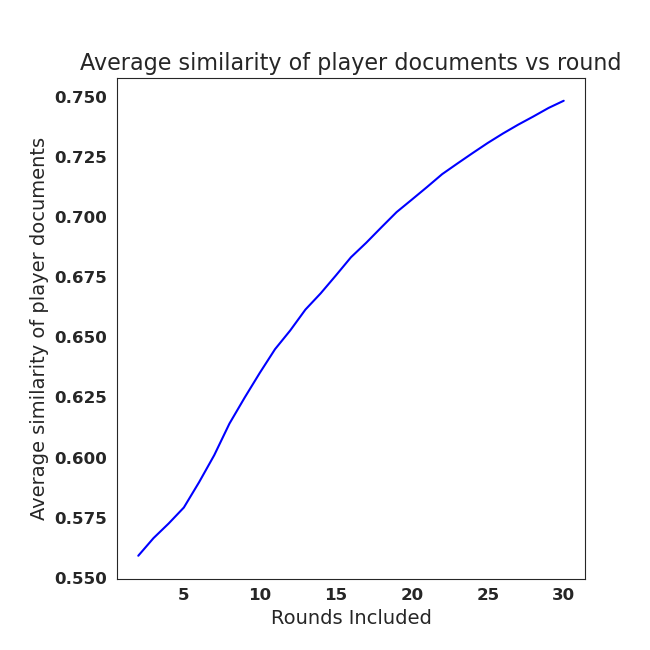 Average similarity of player documents vs round
Average similarity of player documents
0.750
0.725
0.700
0.675
0.650
0.625
0.600
0.575
0.550
5 10 15 20 25 30
Rounds Included